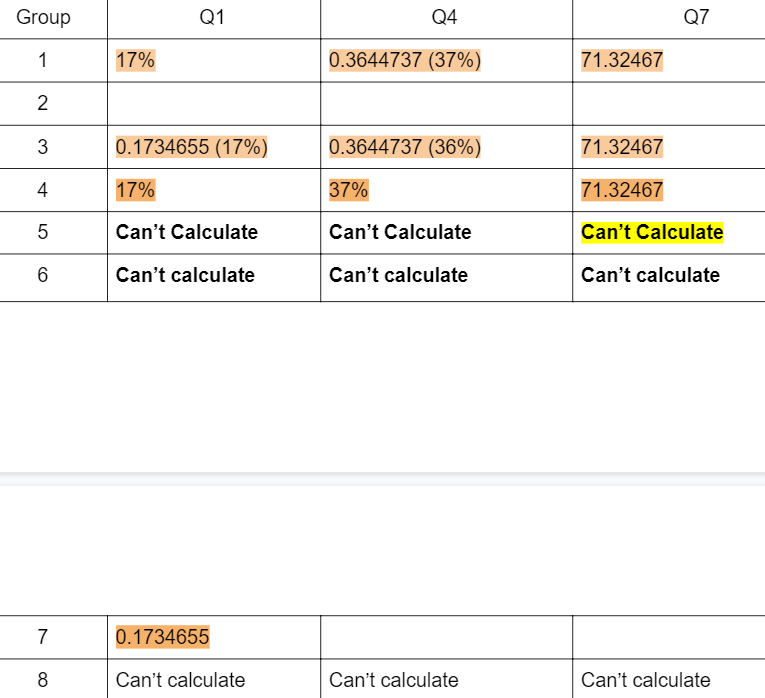 Group Q1 Q4 Q7
1 17% 0.3644737 (37%) 71.32467
2
3 0.1734655 (17%) 0.3644737 (36%) 71.32467
4 17% 37% 71.32467
5 Can’t Calculate Can’t Calculate Can’t Calculate
6 Can’t calculate Can’t calculate Can’t calculate
7 0.1734655
8 Can’t calculate Can’t calculate Can’t calculate